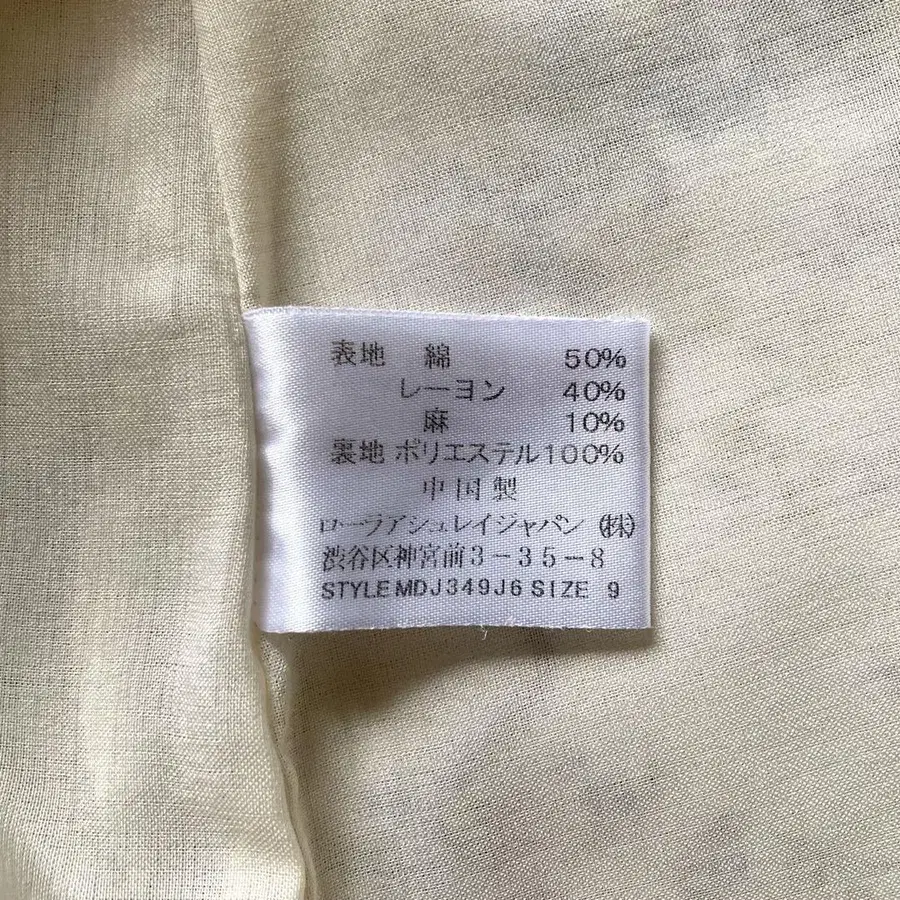 表地 綿 50%
レーヨン 40%
麻 10%
裏地 ポリエステル100%
中国製
ローラアシュレイジャパン(株)
渋谷区神宮前3-35-8
STYLE MDJ349J6 SIZE 9